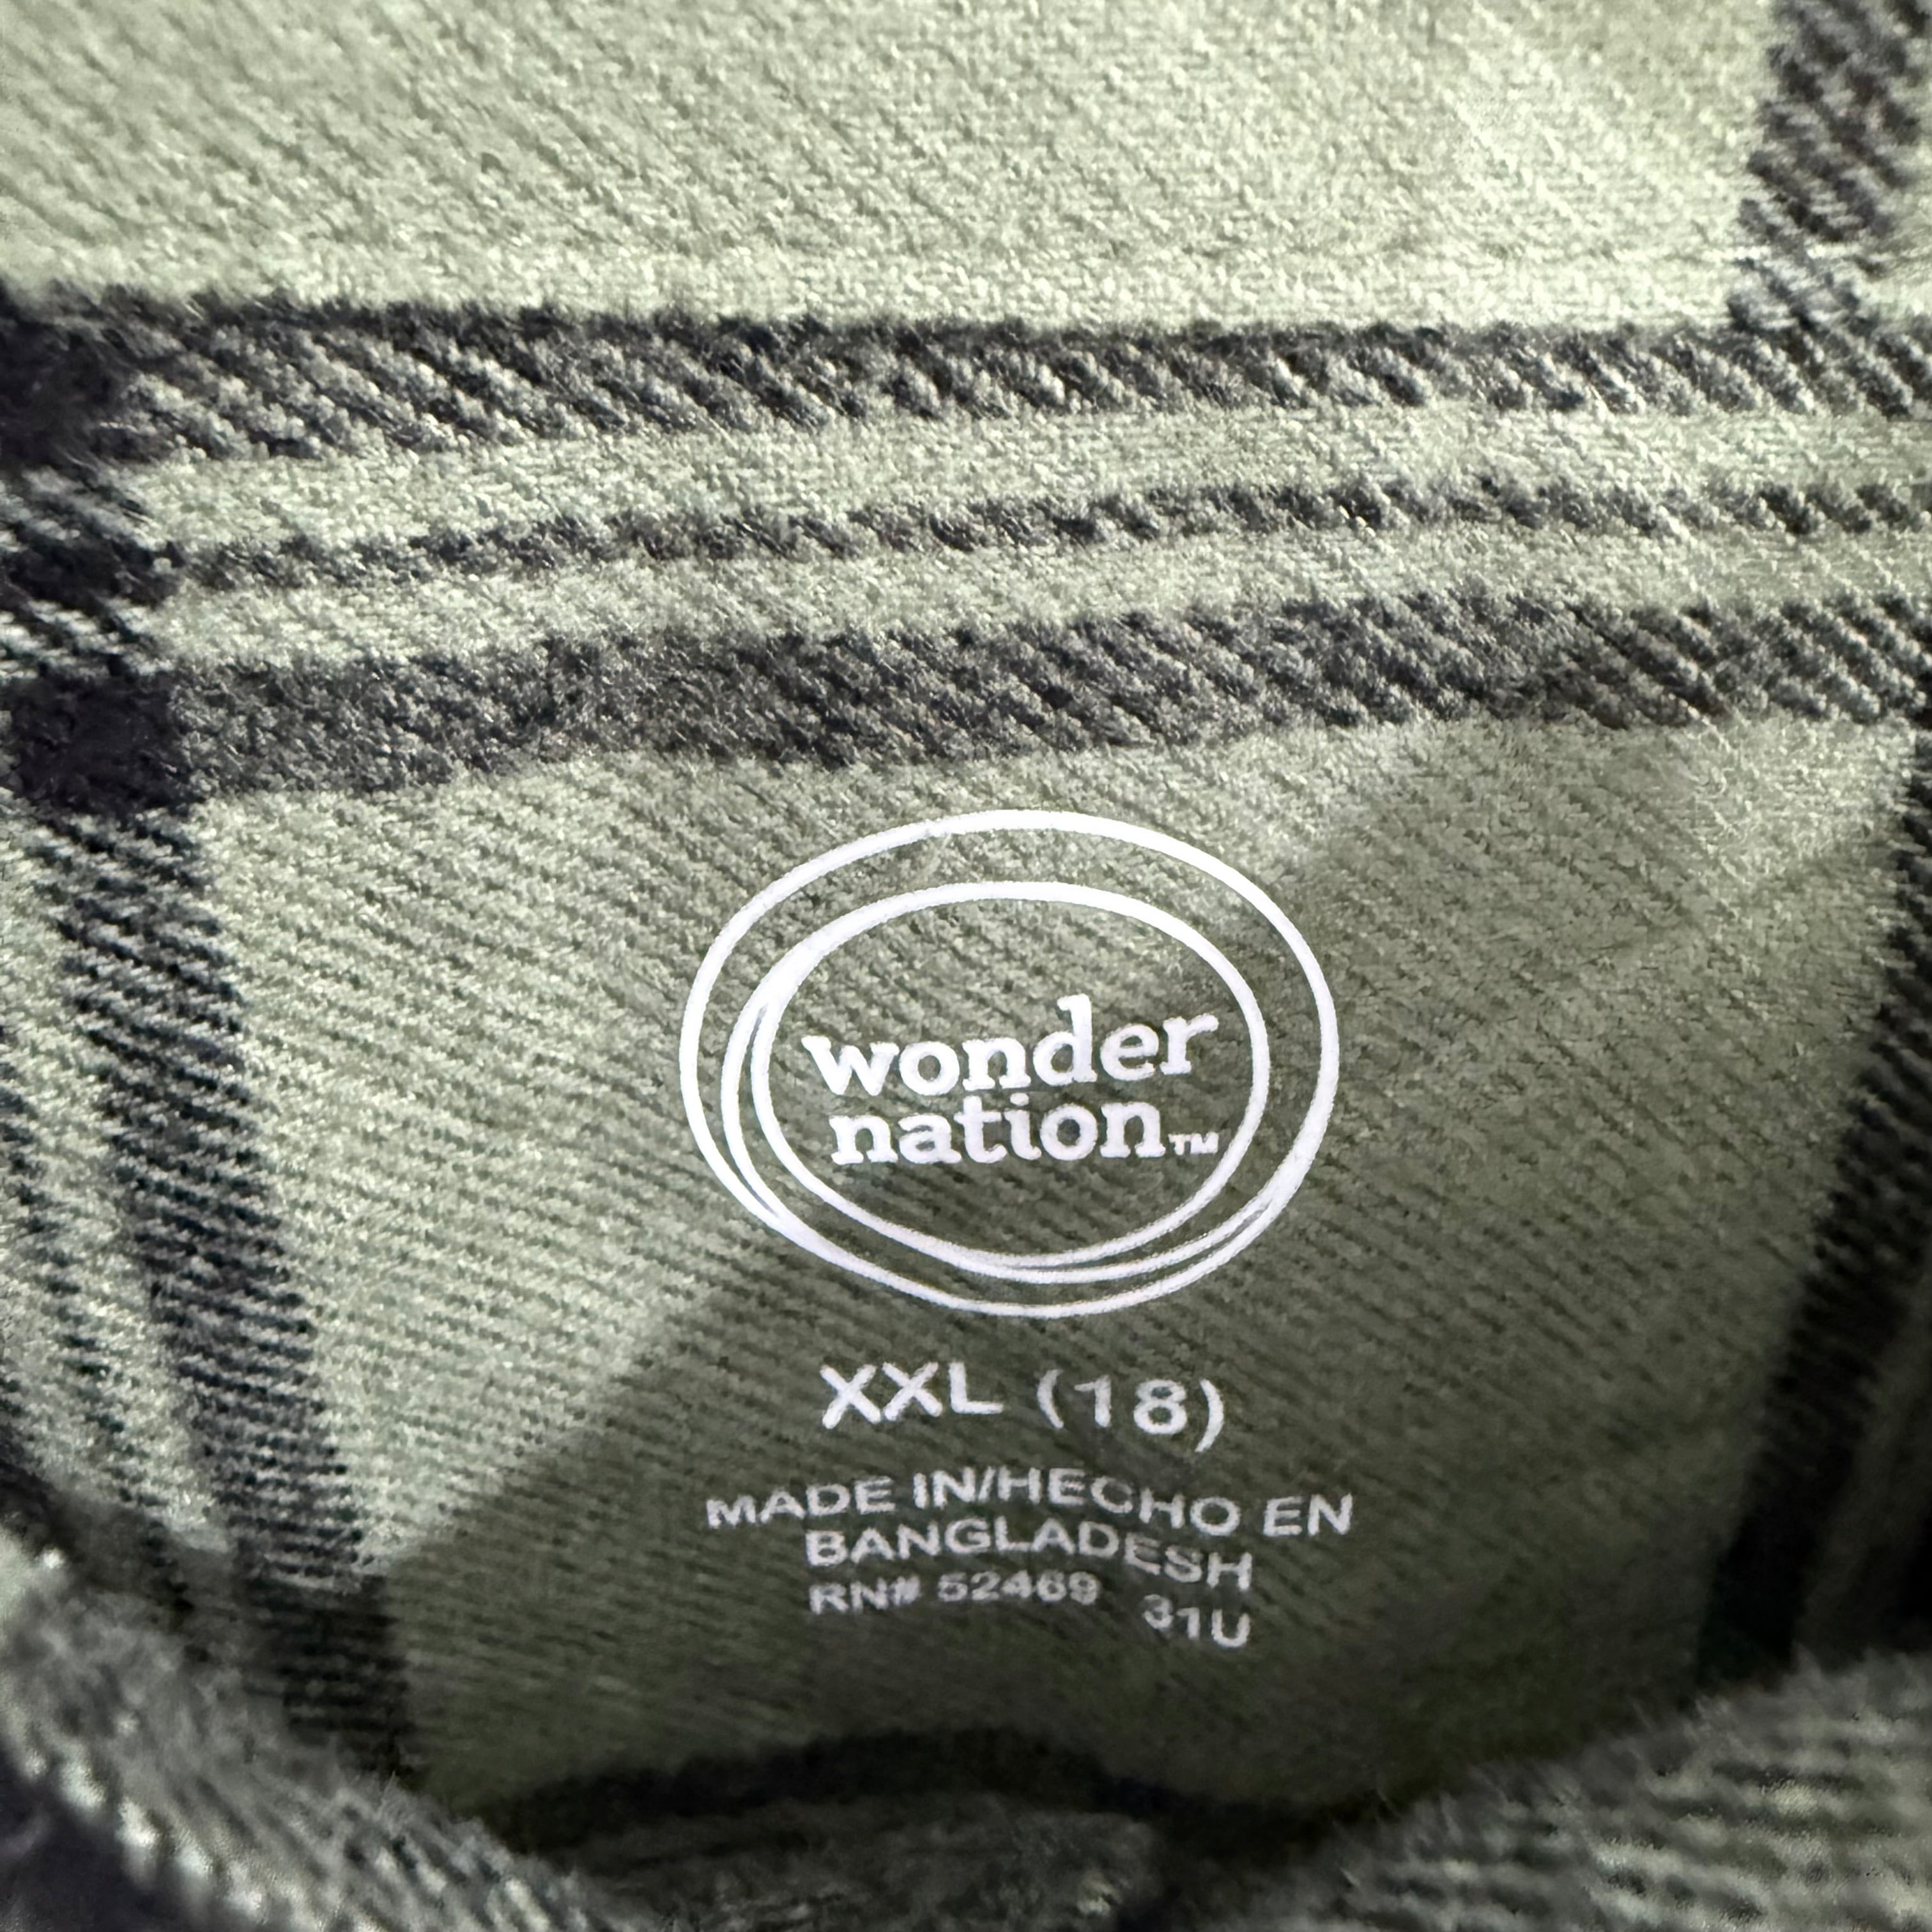 wonder
nation™
XXL (18)
MADE IN/HECHO EN
BANGLADESH
RN# 52469 31U